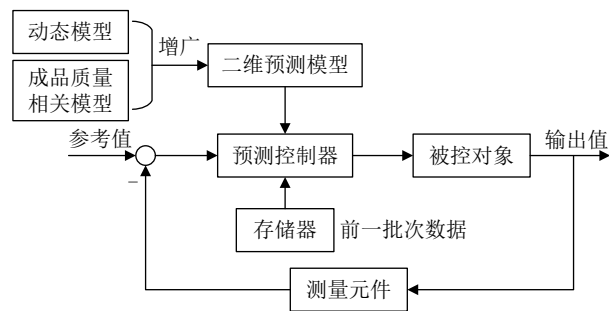 动态模型
增广
成品质量
相关模型
二维预测模型
参考值
预测控制器
被控对象
输出值
−
存储器
前一批次数据
测量元件